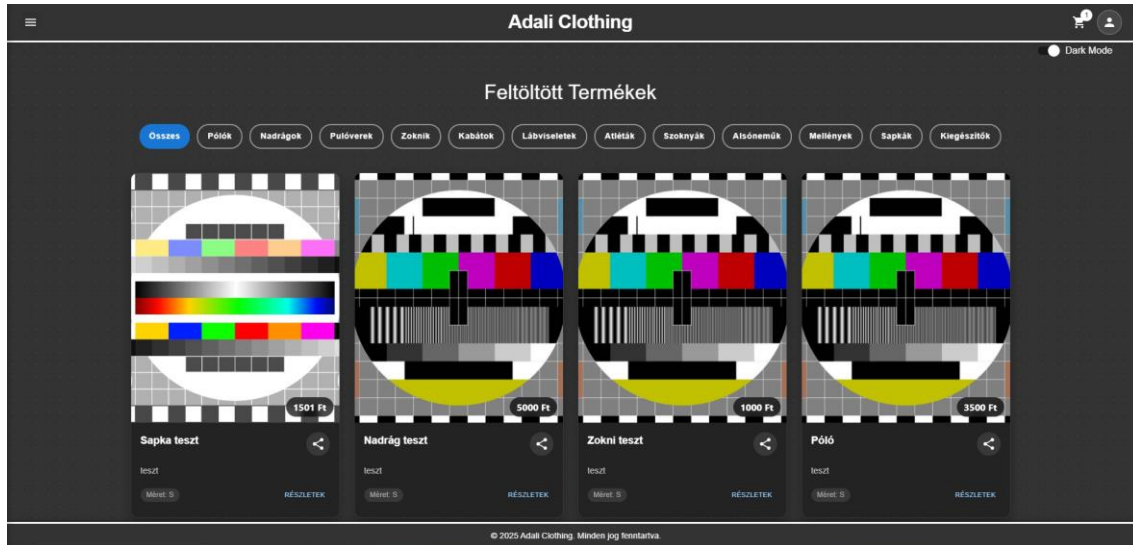 Adali Clothing
1
Dark Mode
Feltöltött Termékek
Összes Pólók Nadrágok Pulóverek Zoknik Kabátok Lábviseletek Atléták Szoknyák Alsóneműk Mellények Sapkák Kiegészítők
1501 Ft 5000 Ft 1000 Ft 3500 Ft
Sapka teszt Nadrág teszt Zokni teszt Póló
teszt teszt teszt teszt
Méret: S RÉSZLETEK Méret: S RÉSZLETEK Méret: S RÉSZLETEK Méret: S RÉSZLETEK
© 2025 Adali Clothing. Minden jog fenntartva.